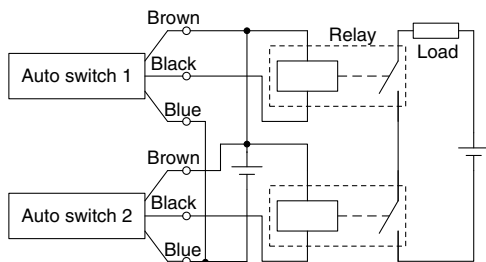 Brown
Relay
Load
Auto switch 1
Black
Blue
Brown
Auto switch 2
Black
Blue